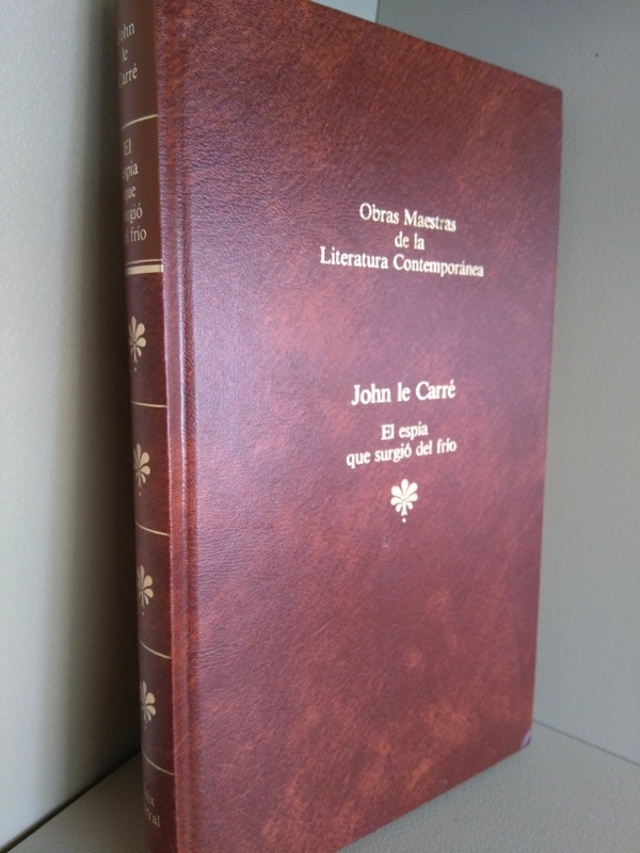 John
le
Carré
El
espía
que
surgió
del frío
Obras Maestras
de la
Literatura Contemporánea
John le Carré
El espía
que surgió del frío